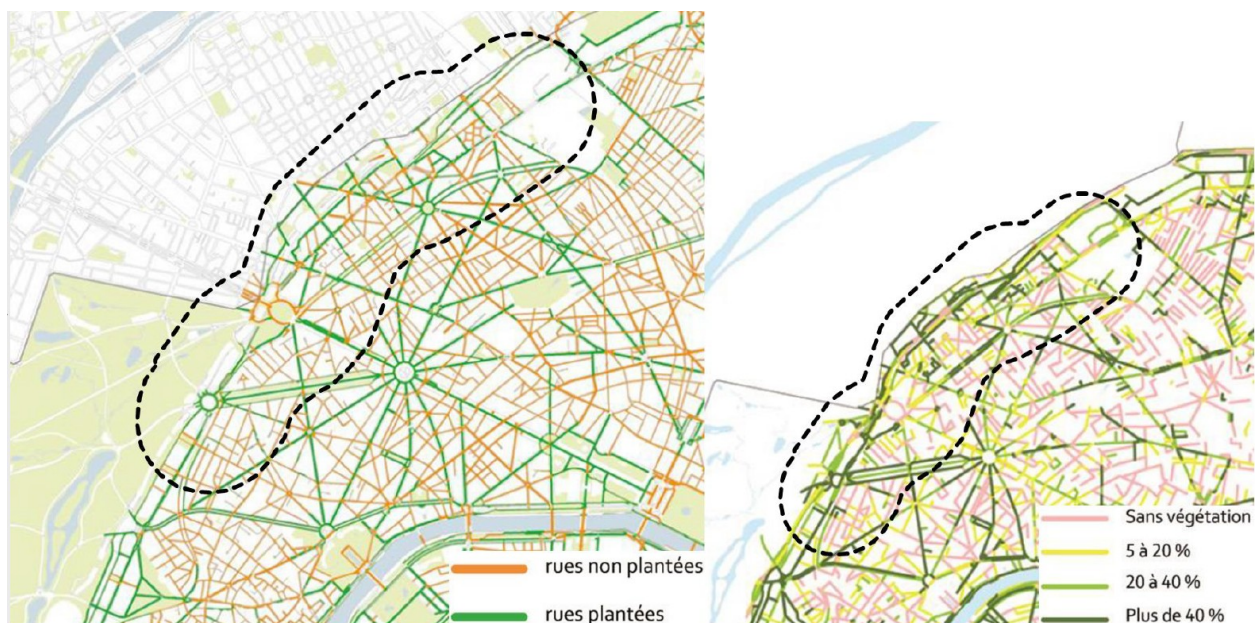 rues non plantées
rues plantées
Sans végétation
5 à 20 %
20 à 40 %
Plus de 40 %